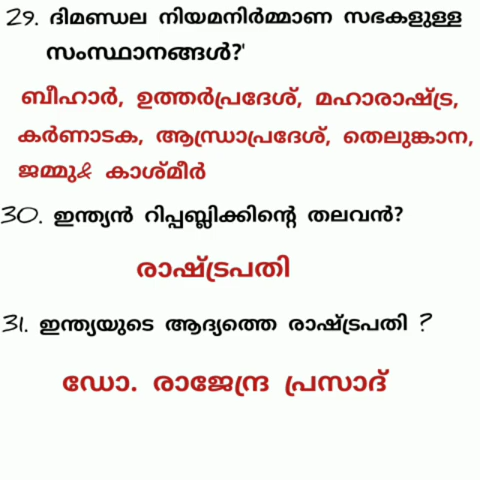 29. ദിമണ്ഡല നിയമനിർമ്മാണ സഭകളുള്ള
സംസ്ഥാനങ്ങൾ?'
ബീഹാർ, ഉത്തർപ്രദേശ്, മഹാരാഷ്ട്ര,
കർണാടക, ആന്ധ്രാപ്രദേശ്, തെലുങ്കാന,
ജമ്മു& കാശ്മീർ
30. ഇന്ത്യൻ റിപ്പബ്ലിക്കിന്റെ തലവൻ?
രാഷ്ട്രപതി
31. ഇന്ത്യയുടെ ആദ്യത്തെ രാഷ്ട്രപതി ?
ഡോ. രാജേന്ദ്ര പ്രസാദ്